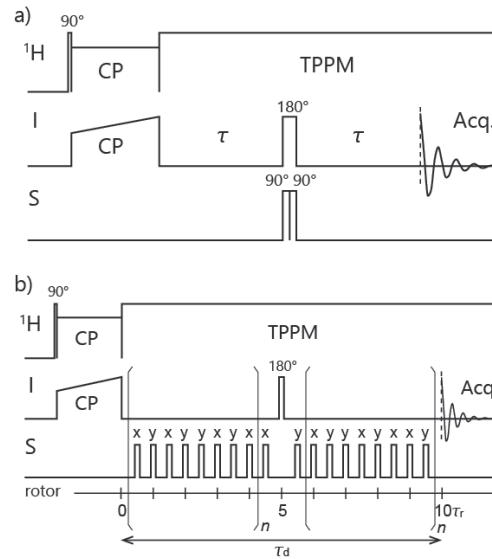 a)
90°
¹H
CP
TPPM
I
CP
τ
180°
τ
Acq.
90° 90°
S
b)
90°
¹H
CP
TPPM
I
CP
180°
Acq
x y x y x y x y x y x y x y x y x y
S
rotor
0
n
5
n
10τr
τd